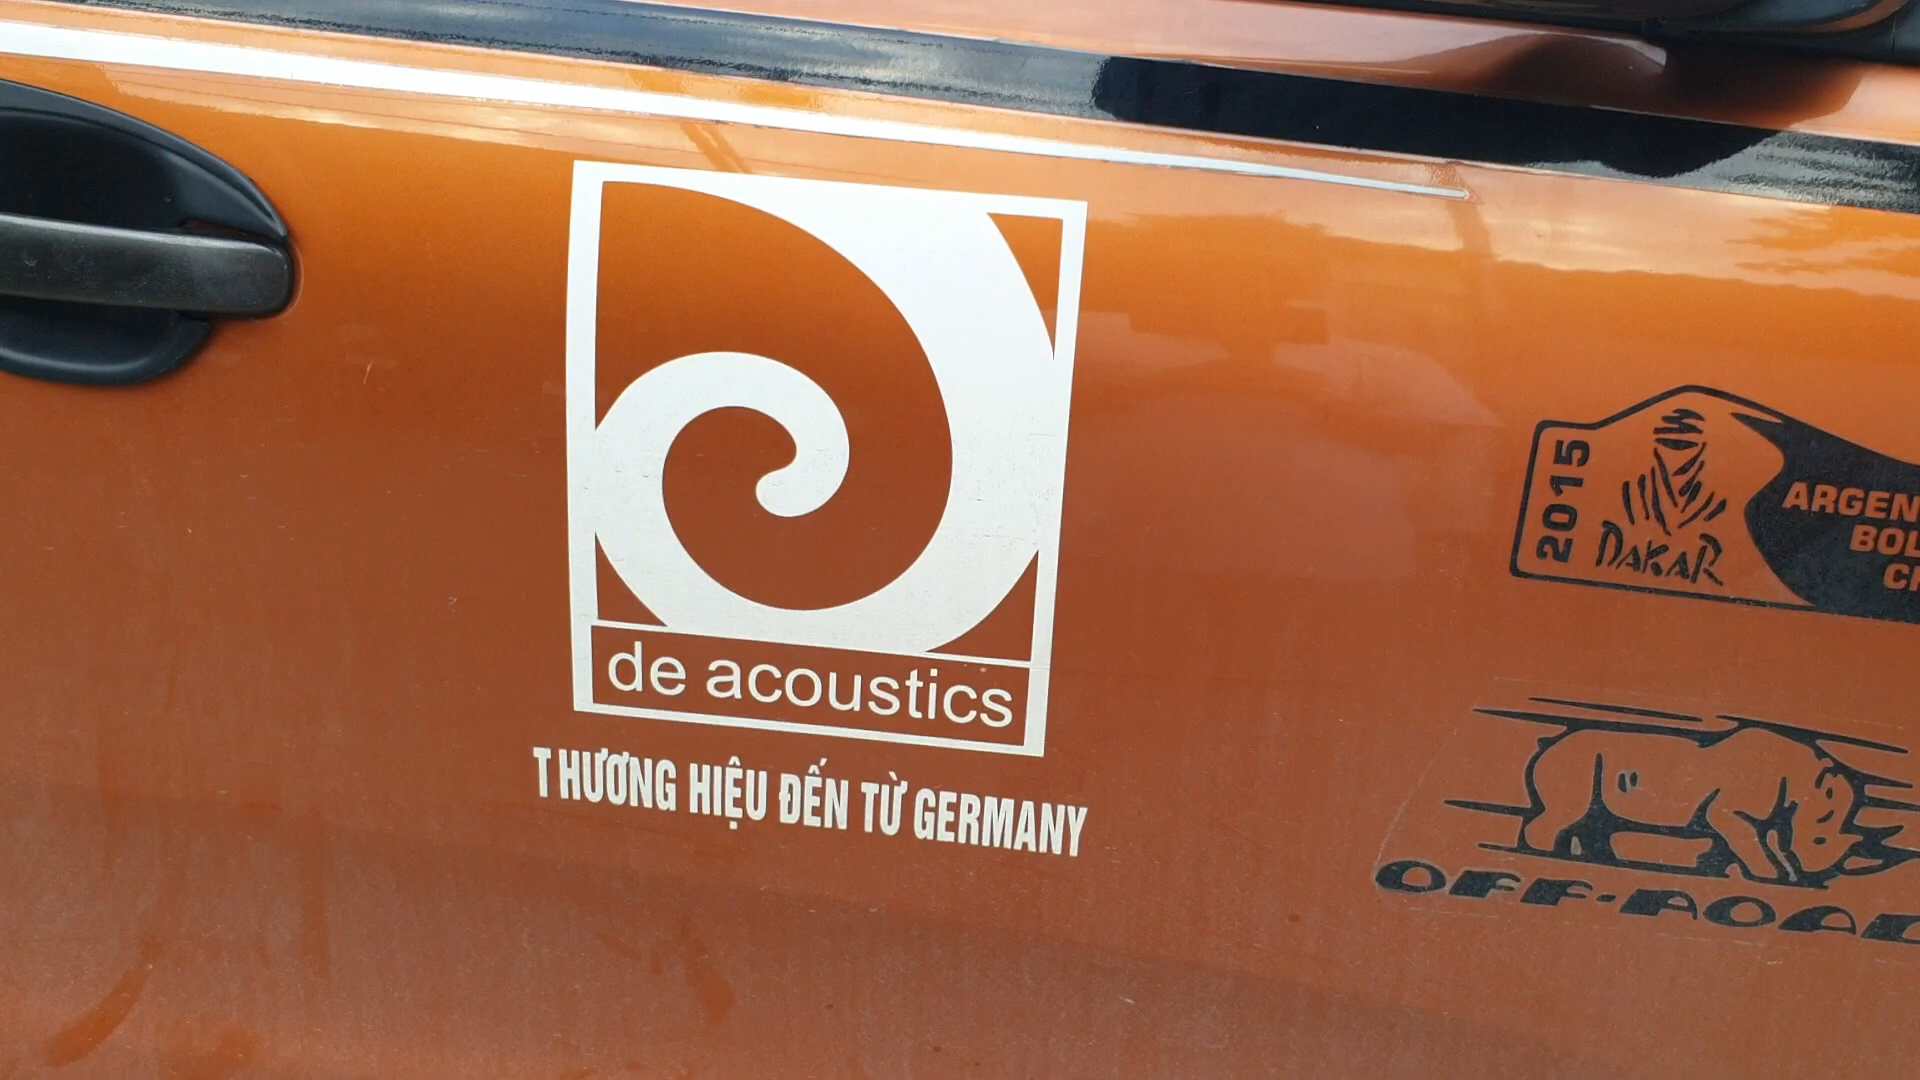 de acoustics
THƯƠNG HIỆU ĐẾN TỪ GERMANY
2015
DAKAR
OFF-ROAD